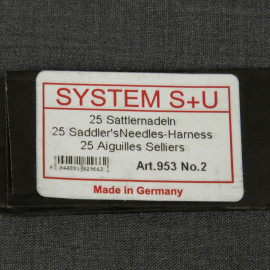 SYSTEM S+U
25 Sattlernadeln
25 Saddler'sNeedles-Harness
25 Aiguilles Selliers
Art.953 No.2
Made in Germany